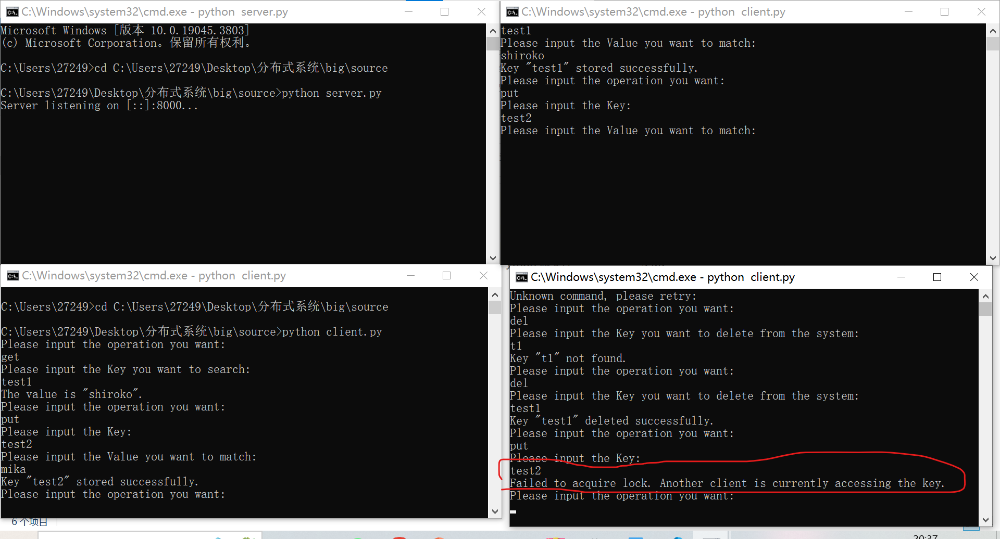 C:\Windows\system32\cmd.exe - python  server.py
Microsoft Windows [版本 10.0.19045.3803]
(c) Microsoft Corporation。保留所有权利。
C:\Users\27249>cd C:\Users\27249\Desktop\分布式系统\big\source
C:\Users\27249\Desktop\分布式系统\big\source>python server.py
Server listening on [::]:8000...
C:\Windows\system32\cmd.exe - python  client.py
test1
Please input the Value you want to match:
shiroko
Key "test1" stored successfully.
Please input the operation you want:
put
Please input the Key:
test2
Please input the Value you want to match:
C:\Windows\system32\cmd.exe - python  client.py
C:\Users\27249>cd C:\Users\27249\Desktop\分布式系统\big\source
C:\Users\27249\Desktop\分布式系统\big\source>python client.py
Please input the operation you want:
get
Please input the Key you want to search:
test1
The value is "shiroko".
Please input the operation you want:
put
Please input the Key:
test2
Please input the Value you want to match:
mika
Key "test2" stored successfully.
Please input the operation you want:
C:\Windows\system32\cmd.exe - python  client.py
Unknown command, please retry:
Please input the operation you want:
del
Please input the Key you want to delete from the system:
t1
Key "t1" not found.
Please input the operation you want:
del
Please input the Key you want to delete from the system:
test1
Key "test1" deleted successfully.
Please input the operation you want:
put
Please input the Key:
test2
Failed to acquire lock. Another client is currently accessing the key.
Please input the operation you want:
6 个项目
20:37